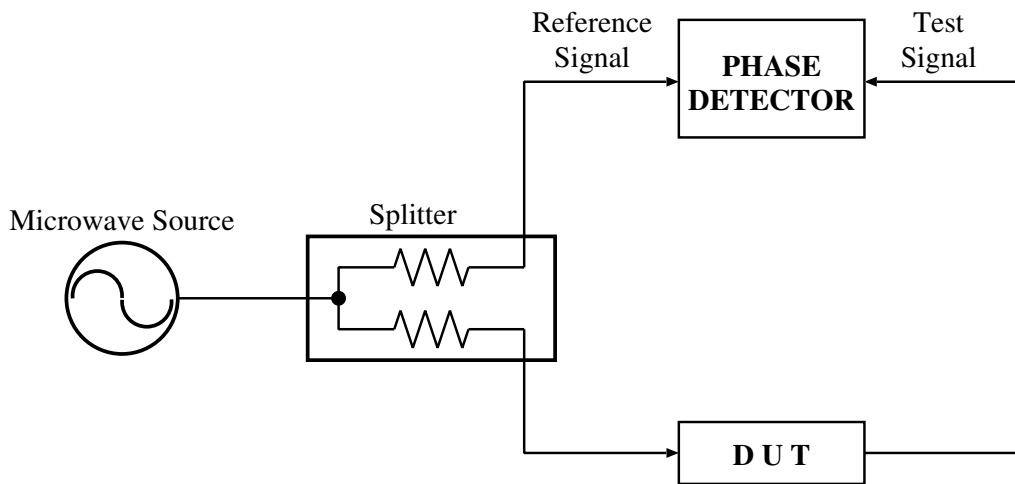 Reference
Signal
PHASE
DETECTOR
Test
Signal
Microwave Source
Splitter
D U T